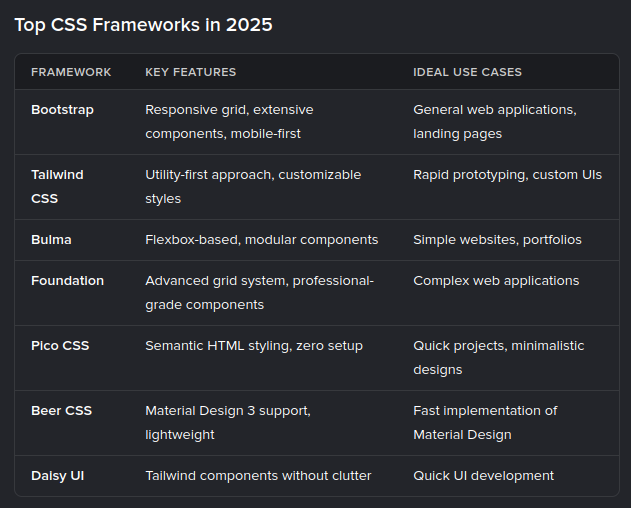 Top CSS Frameworks in 2025
FRAMEWORK KEY FEATURES IDEAL USE CASES
Bootstrap Responsive grid, extensive General web applications,
components, mobile-first landing pages
Tailwind Utility-first approach, customizable Rapid prototyping, custom UIs
CSS styles
Bulma Flexbox-based, modular components Simple websites, portfolios
Foundation Advanced grid system, professional- Complex web applications
grade components
Pico CSS Semantic HTML styling, zero setup Quick projects, minimalistic
designs
Beer CSS Material Design 3 support, Fast implementation of
lightweight Material Design
Daisy UI Tailwind components without clutter Quick UI development